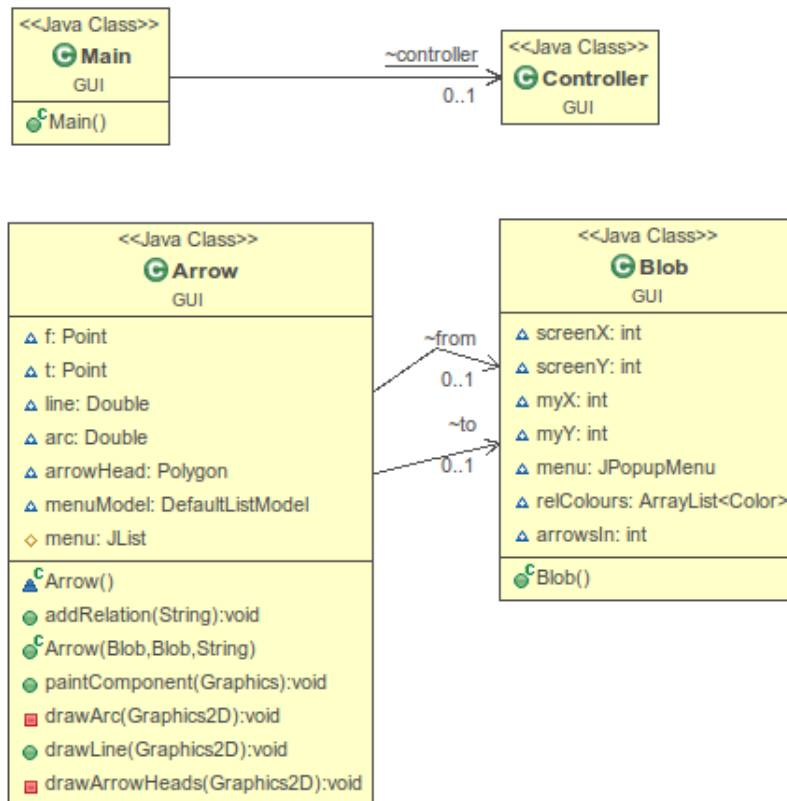 <<Java Class>>
Main
GUI
Main()
~controller
0..1
<<Java Class>>
Controller
GUI
<<Java Class>>
Arrow
GUI
f: Point
t: Point
line: Double
arc: Double
arrowHead: Polygon
menuModel: DefaultListModel
menu: JList
Arrow()
addRelation(String):void
Arrow(Blob,Blob,String)
paintComponent(Graphics):void
drawArc(Graphics2D):void
drawLine(Graphics2D):void
drawArrowHeads(Graphics2D):void
~from
0..1
~to
0..1
<<Java Class>>
Blob
GUI
screenX: int
screenY: int
myX: int
myY: int
menu: JPopupMenu
relColours: ArrayList<Color>
arrowsIn: int
Blob()